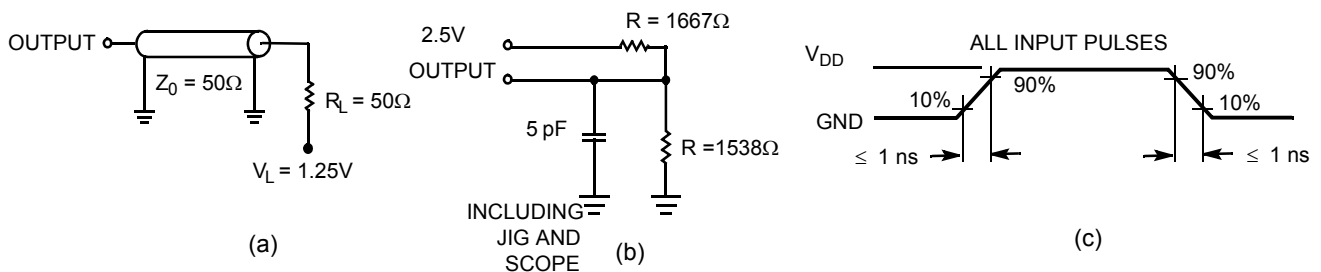 OUTPUT
Z0 = 50Ω
RL = 50Ω
VL = 1.25V
(a)
R = 1667Ω
2.5V
OUTPUT
5 pF
R =1538Ω
INCLUDING
JIG AND
SCOPE
(b)
ALL INPUT PULSES
VDD
90%
90%
10%
10%
GND
≤ 1 ns
≤ 1 ns
(c)